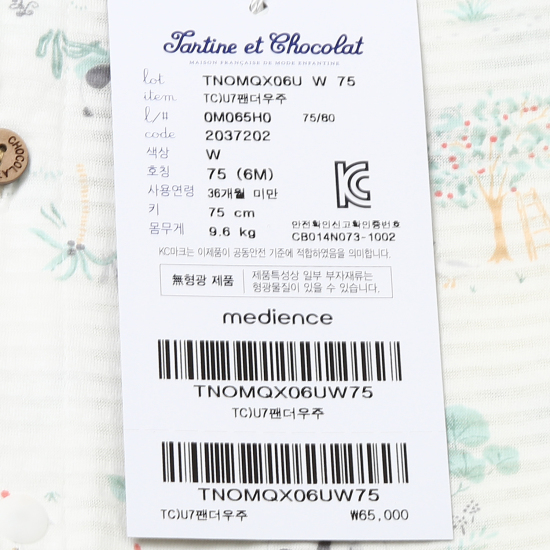 Tartine et Chocolat
MAISON FRANÇAISE DE MODE ENFANTINE
lot TNOMQX06U W 75
item TC)U7팬더우주
l/# 0M065H0 75/80
code 2037202
색상 W
호칭 75 (6M)
사용연령 36개월 미만
키 75 cm
몸무게 9.6 kg
안전확인신고확인증번호
CB014N073-1002
KC마크는 이제품이 공동안전 기준에 적합하였음을 의미합니다.
無형광 제품
제품특성상 일부 부자재류는
형광물질이 있을 수 있습니다.
medience
TNOMQX06UW75
TC)U7팬더우주
TNOMQX06UW75
TC)U7팬더우주 ₩65,000
CHOCOLA